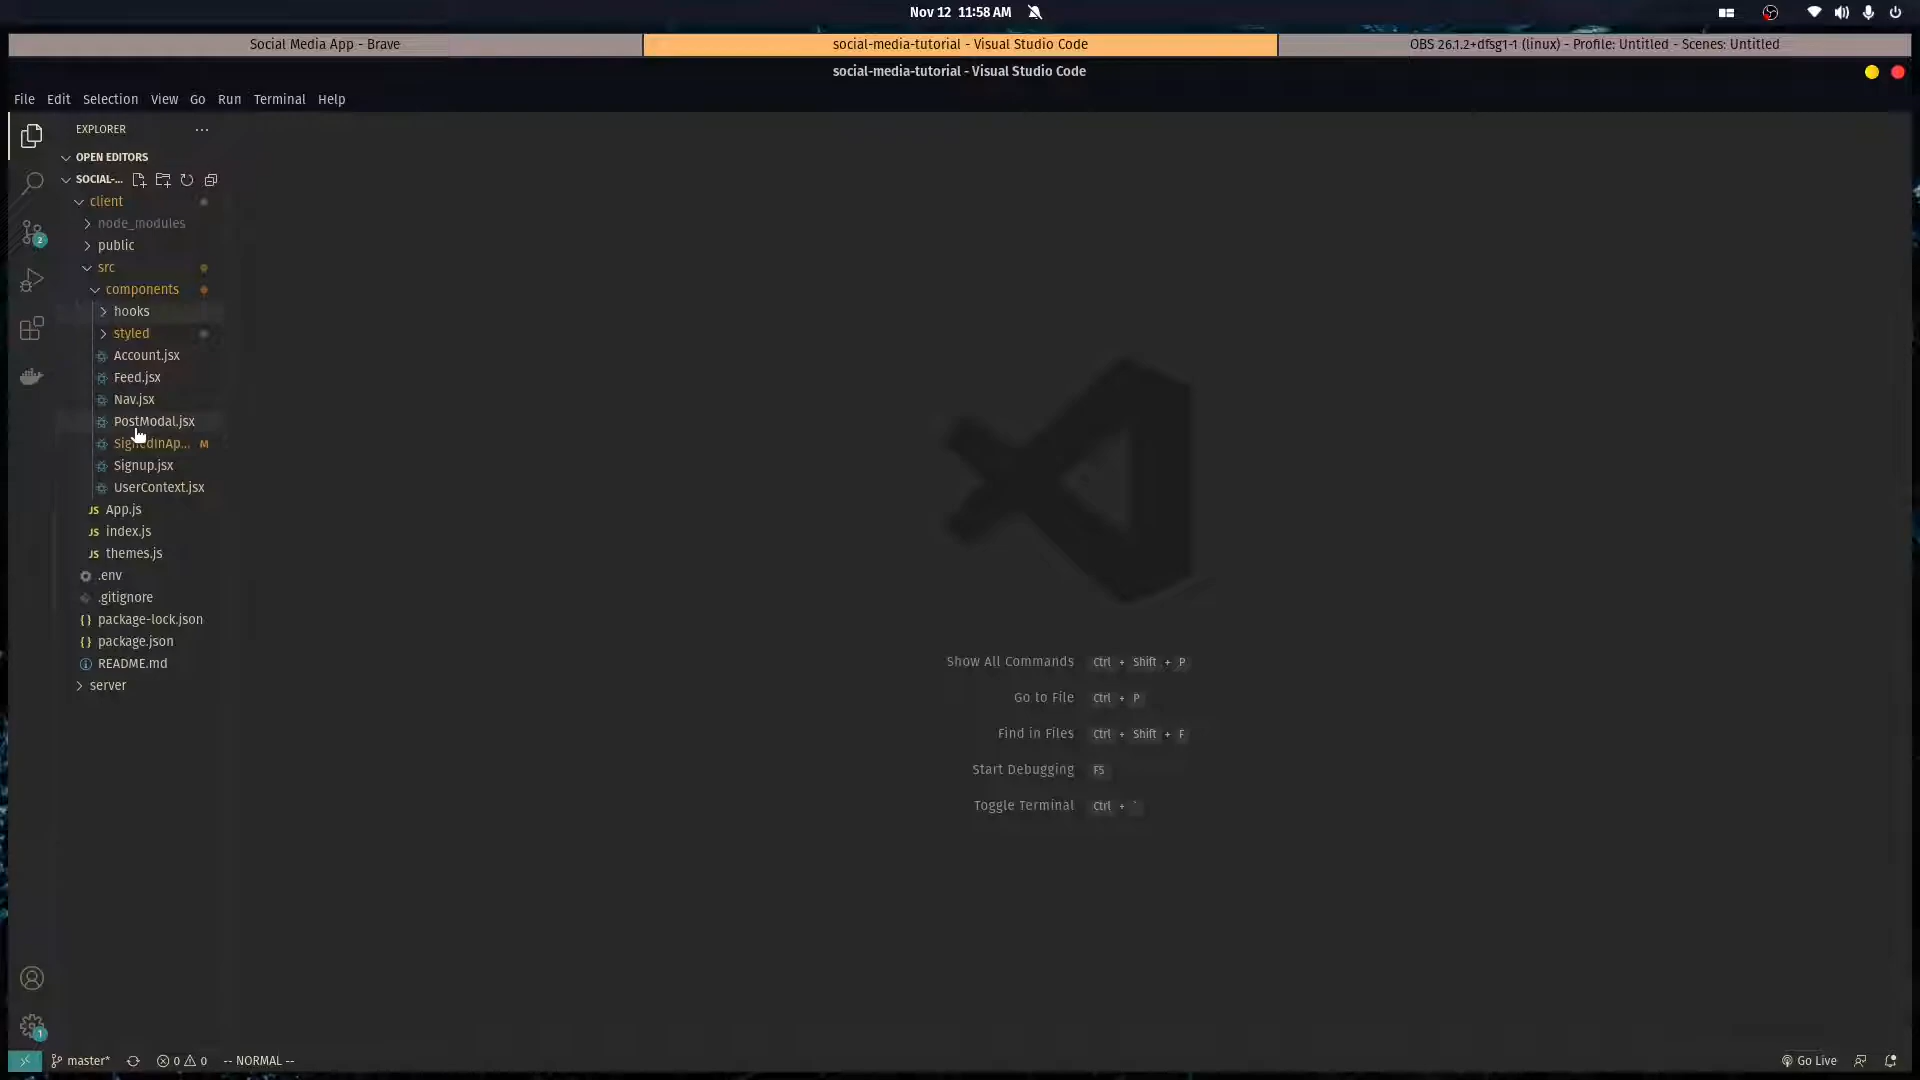 Nov 12 11:58 AM
Social Media App - Brave
social-media-tutorial - Visual Studio Code
OBS 26.1.2+dfsg1-1 (linux) - Profile: Untitled - Scenes: Untitled
social-media-tutorial - Visual Studio Code
File Edit Selection View Go Run Terminal Help
EXPLORER
OPEN EDITORS
SOCIAL-...
client
node_modules
public
2
src
components
hooks
styled
Account.jsx
Feed.jsx
Nav.jsx
PostModal.jsx
SignedInAp... M
Signup.jsx
UserContext.jsx
JS App.js
JS index.js
JS themes.js
.env
.gitignore
{} package-lock.json
{} package.json
README.md
server
Show All Commands Ctrl + Shift + P
Go to File Ctrl + P
Find in Files Ctrl + Shift + F
Start Debugging F5
Toggle Terminal Ctrl + `
1
master* 0 0 -- NORMAL --
Go Live